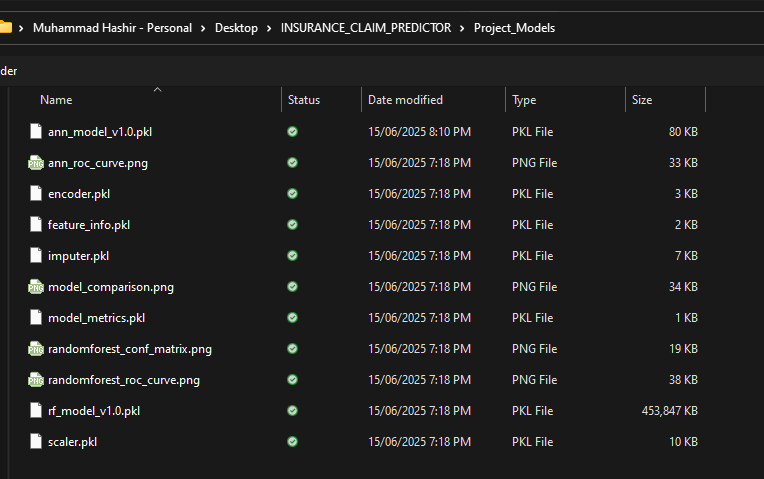 Muhammad Hashir - Personal > Desktop > INSURANCE_CLAIM_PREDICTOR > Project_Models
der
Name Status Date modified Type Size
ann_model_v1.0.pkl 15/06/2025 8:10 PM PKL File 80 KB
PNG ann_roc_curve.png 15/06/2025 7:18 PM PNG File 33 KB
encoder.pkl 15/06/2025 7:18 PM PKL File 3 KB
feature_info.pkl 15/06/2025 7:18 PM PKL File 2 KB
imputer.pkl 15/06/2025 7:18 PM PKL File 7 KB
PNG model_comparison.png 15/06/2025 7:18 PM PNG File 34 KB
model_metrics.pkl 15/06/2025 7:18 PM PKL File 1 KB
PNG randomforest_conf_matrix.png 15/06/2025 7:18 PM PNG File 19 KB
PNG randomforest_roc_curve.png 15/06/2025 7:18 PM PNG File 38 KB
rf_model_v1.0.pkl 15/06/2025 7:18 PM PKL File 453,847 KB
scaler.pkl 15/06/2025 7:18 PM PKL File 10 KB